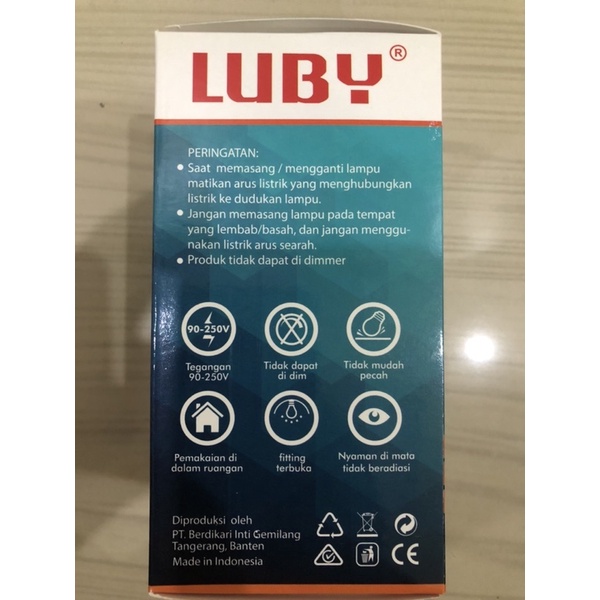 LUBY®
PERINGATAN:
• Saat memasang / mengganti lampu
matikan arus listrik yang menghubungkan
listrik ke dudukan lampu.
• Jangan memasang lampu pada tempat
yang lembab/basah, dan jangan menggu-
nakan listrik arus searah.
• Produk tidak dapat di dimmer
90-250V
Tegangan
90-250V
Tidak dapat
di dim
Tidak mudah
pecah
Pemakaian di
dalam ruangan
fitting
terbuka
Nyaman di mata
tidak beradiasi
Diproduksi oleh
PT. Berdikari Inti Gemilang
Tangerang, Banten
Made in Indonesia
CE